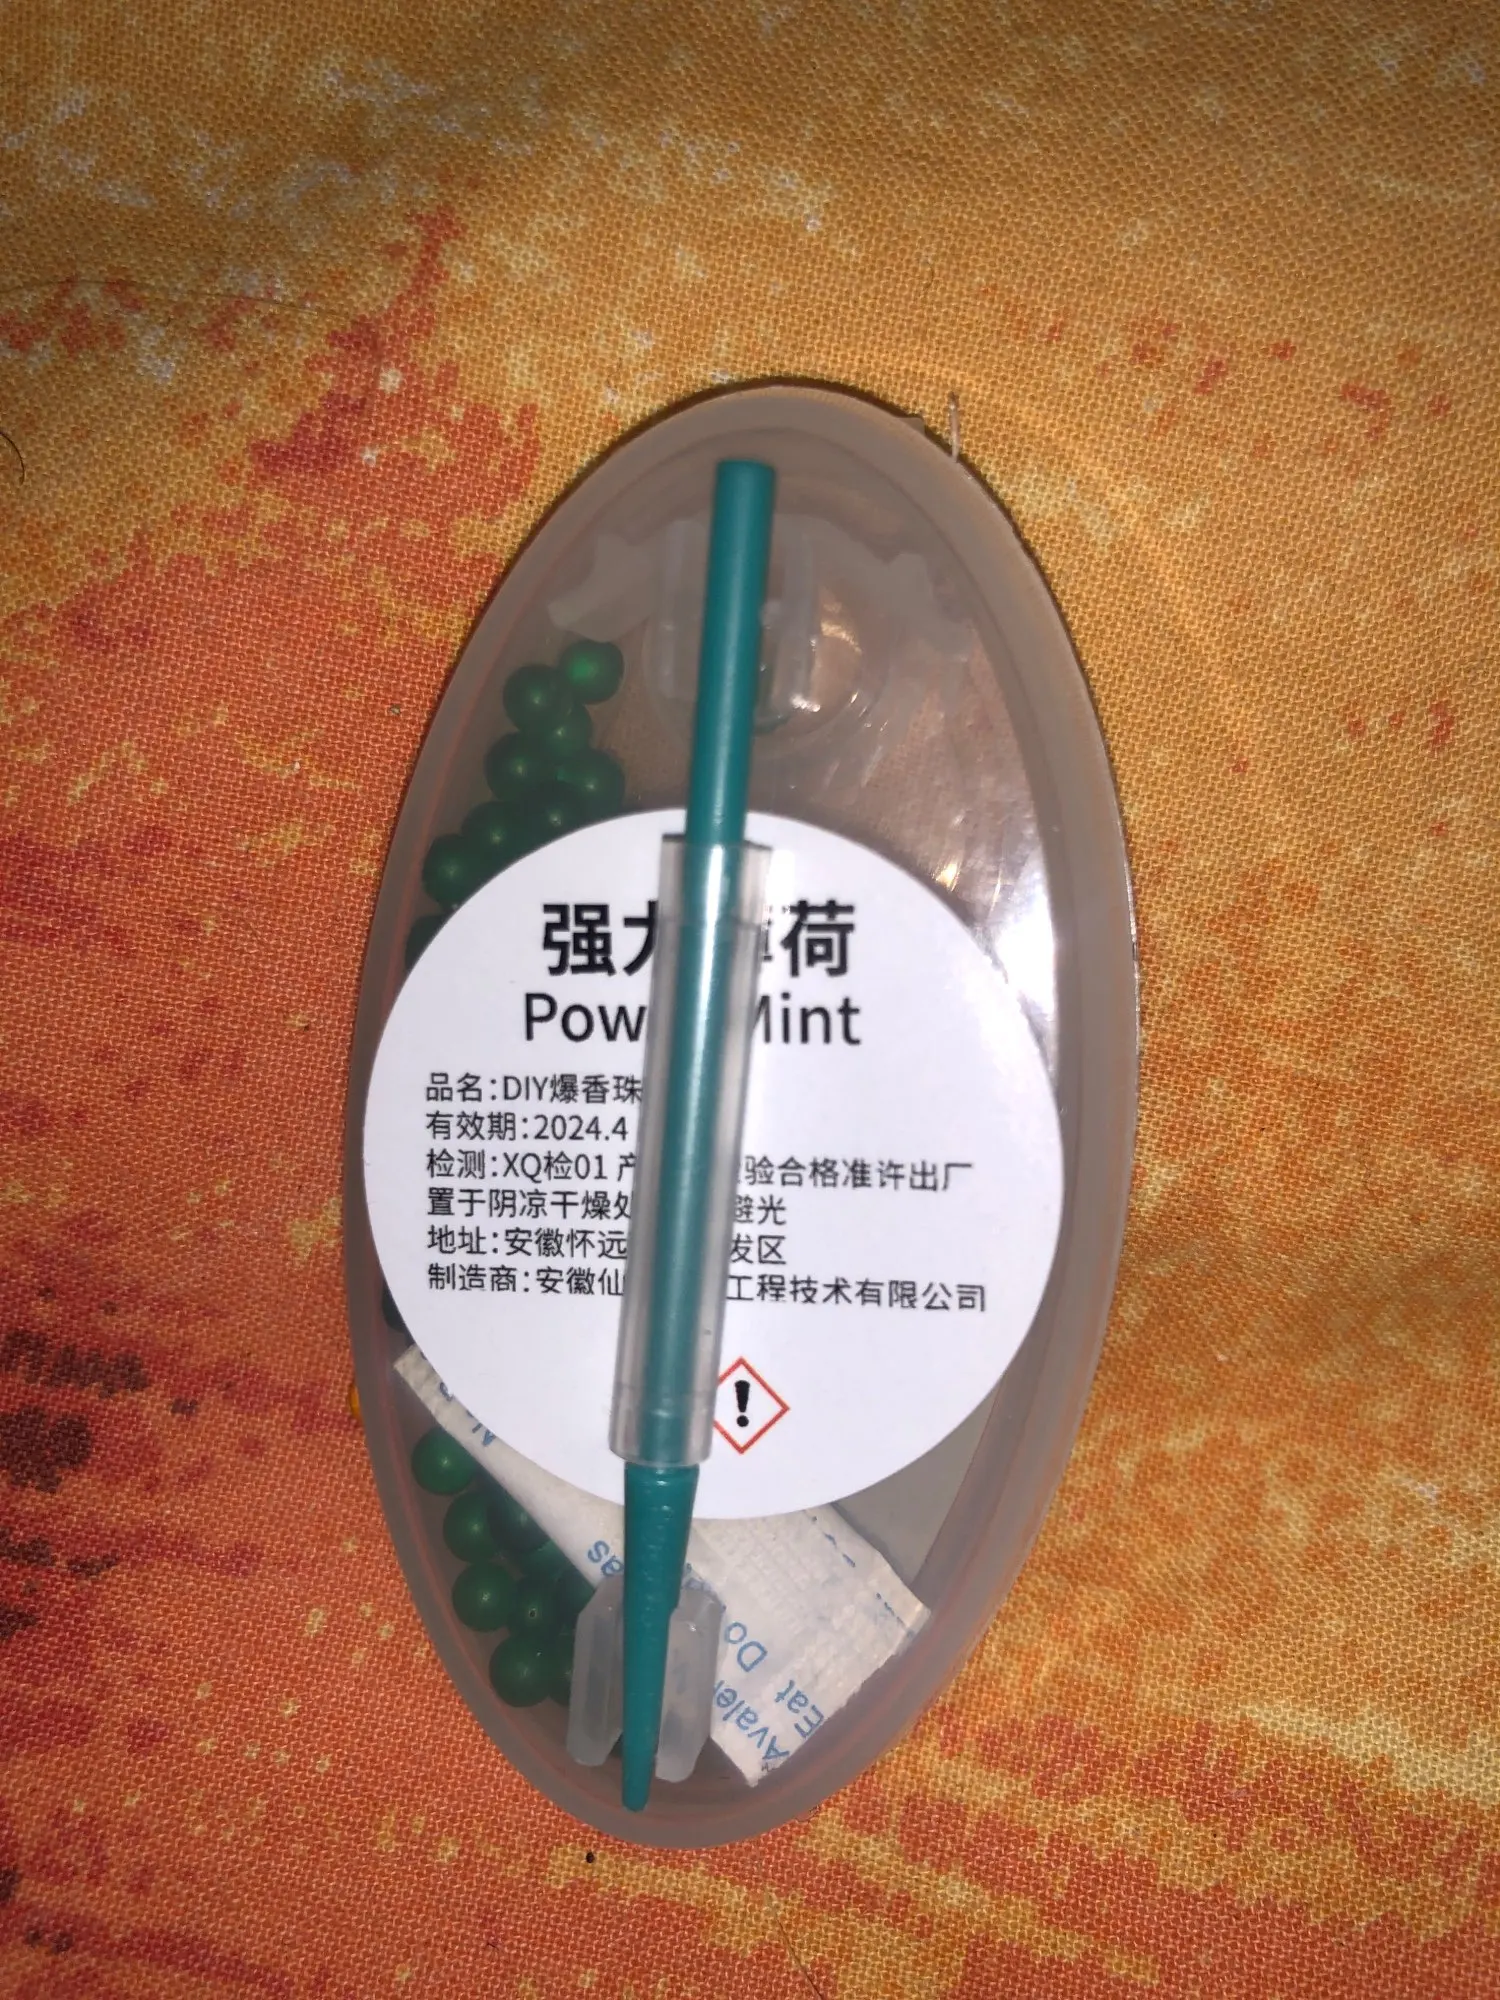 强 荷
Pow Mint
品名:DIY爆香珠
有效期:2024.4
检测:XQ检01 产 验合格准许出厂
置于阴凉干燥处 避光
地址:安徽怀远 发区
制造商:安徽仙 工程技术有限公司
!
Do
Eat